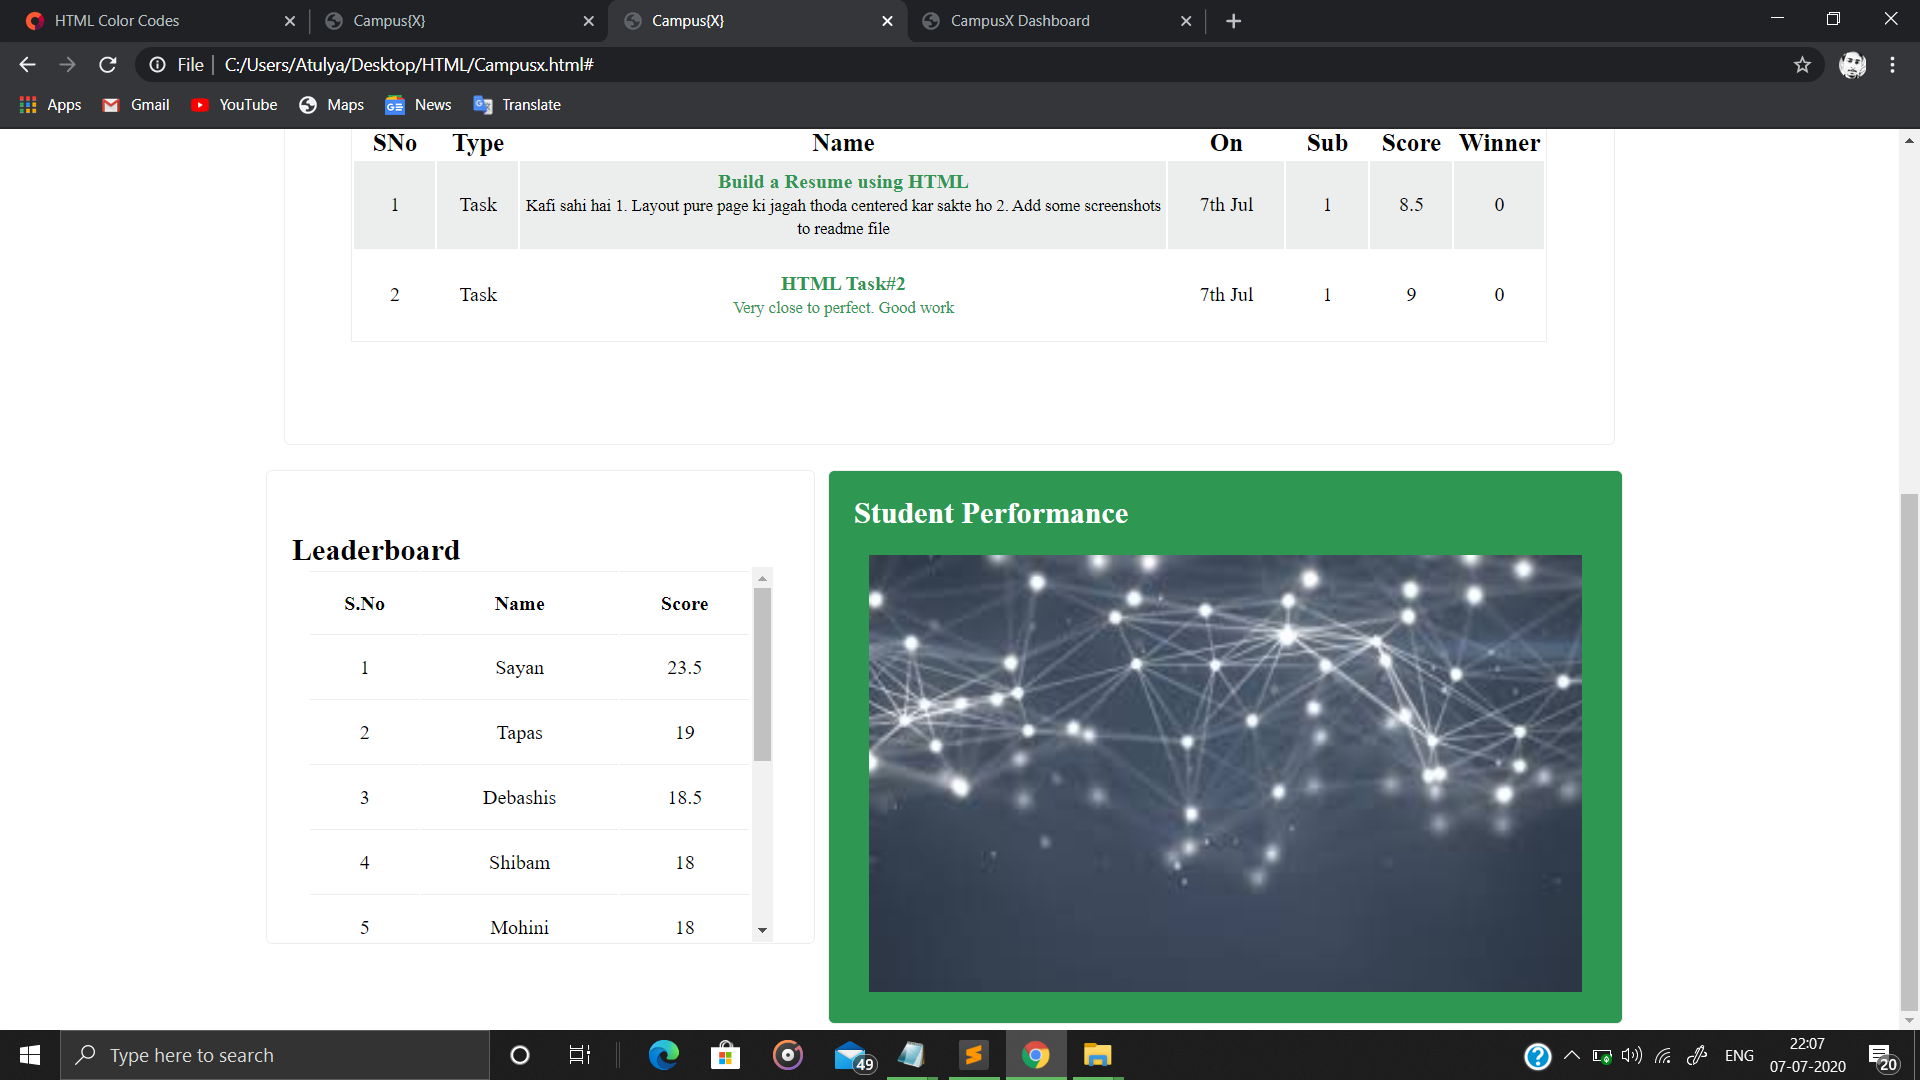 HTML Color Codes
Campus{X}
Campus{X}
CampusX Dashboard
File
C:/Users/Atulya/Desktop/HTML/Campusx.html#
Apps
Gmail
YouTube
Maps
News
Translate
SNo Type Name On Sub Score Winner
1 Task Build a Resume using HTML 7th Jul 1 8.5 0
Kafi sahi hai 1. Layout pure page ki jagah thoda centered kar sakte ho 2. Add some screenshots
to readme file
2 Task HTML Task#2 7th Jul 1 9 0
Very close to perfect. Good work
Leaderboard
S.No Name Score
1 Sayan 23.5
2 Tapas 19
3 Debashis 18.5
4 Shibam 18
5 Mohini 18
Student Performance
Type here to search
49
ENG
22:07
07-07-2020
20